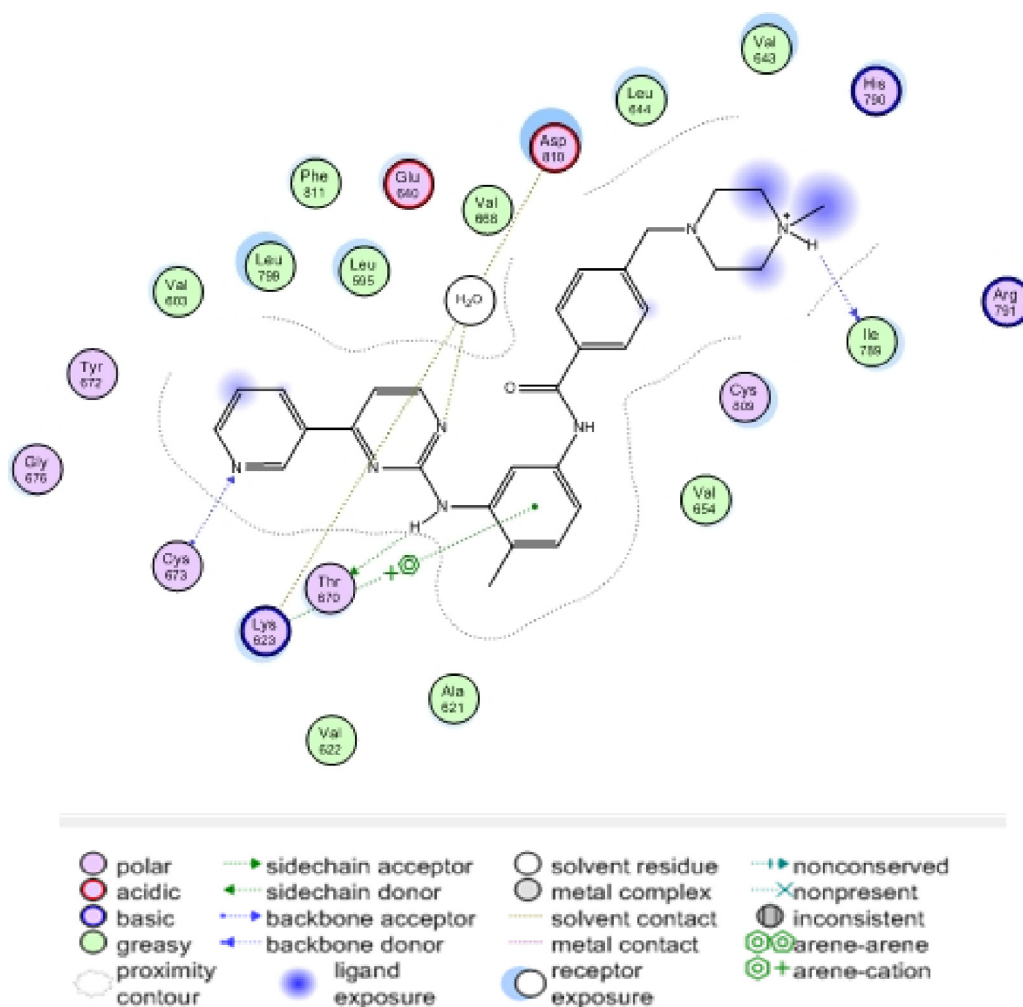 Val
643
His
790
Leu
644
Asp
810
Phe
811
Glu
640
Val
668
N
N
+
H
Leu
799
Leu
595
H2O
Val
603
Arg
791
Ile
789
Tyr
672
Cys
809
O
NH
N
N
N
N
H
Gly
676
Val
654
Cys
673
Thr
670
+
Lys
623
Ala
621
Val
622
polar
acidic
basic
greasy
proximity
contour
sidechain acceptor
sidechain donor
backbone acceptor
backbone donor
ligand
exposure
solvent residue
metal complex
solvent contact
metal contact
receptor
exposure
nonconserved
nonpresent
inconsistent
arene-arene
+ arene-cation